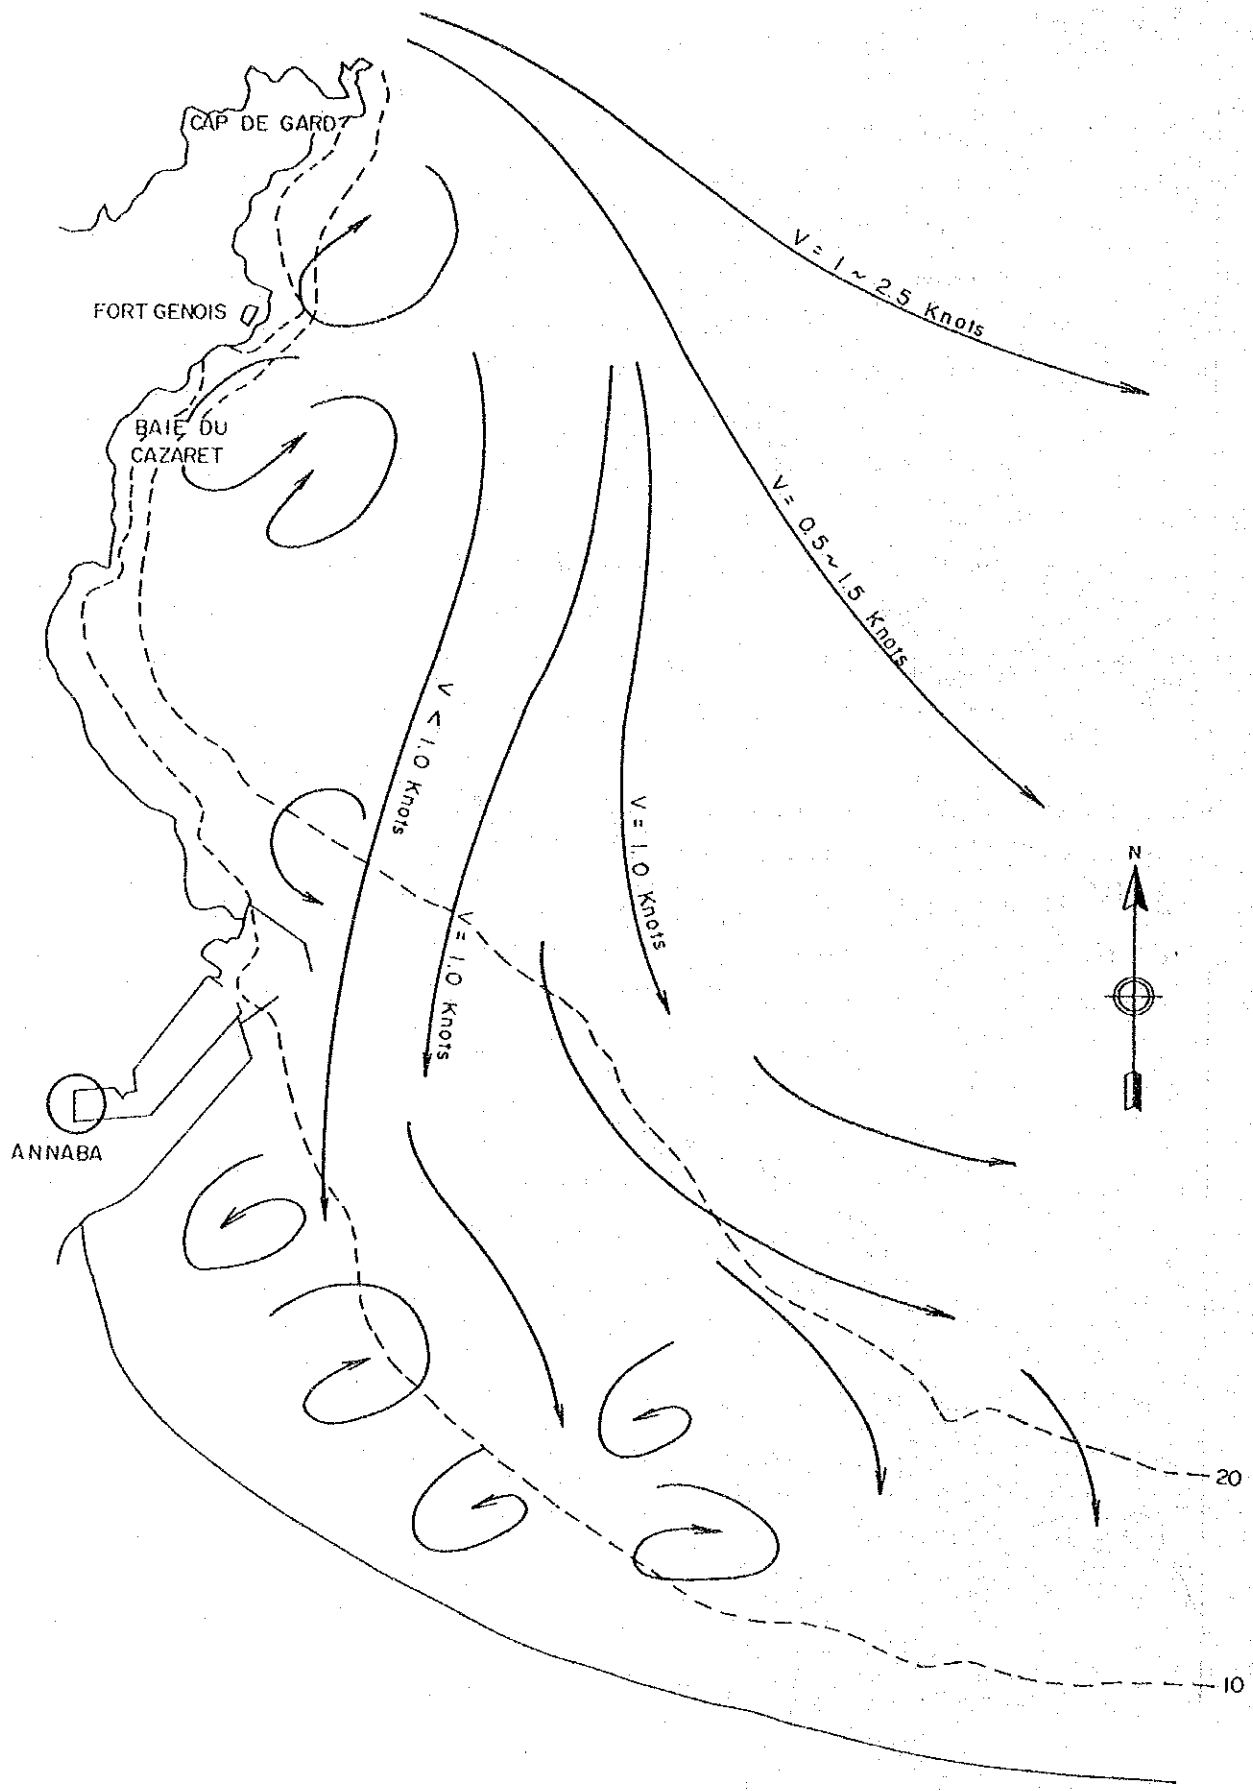 CAP DE GARD
V = 1 ~ 2.5 Knots
FORT GENOIS
BAIE DU
CAZARET
V = 0.5 ~ 1.5 Knots
V < 1.0 Knots
V = 1.0 Knots
N
V = 1.0 Knots
ANNABA
20
10